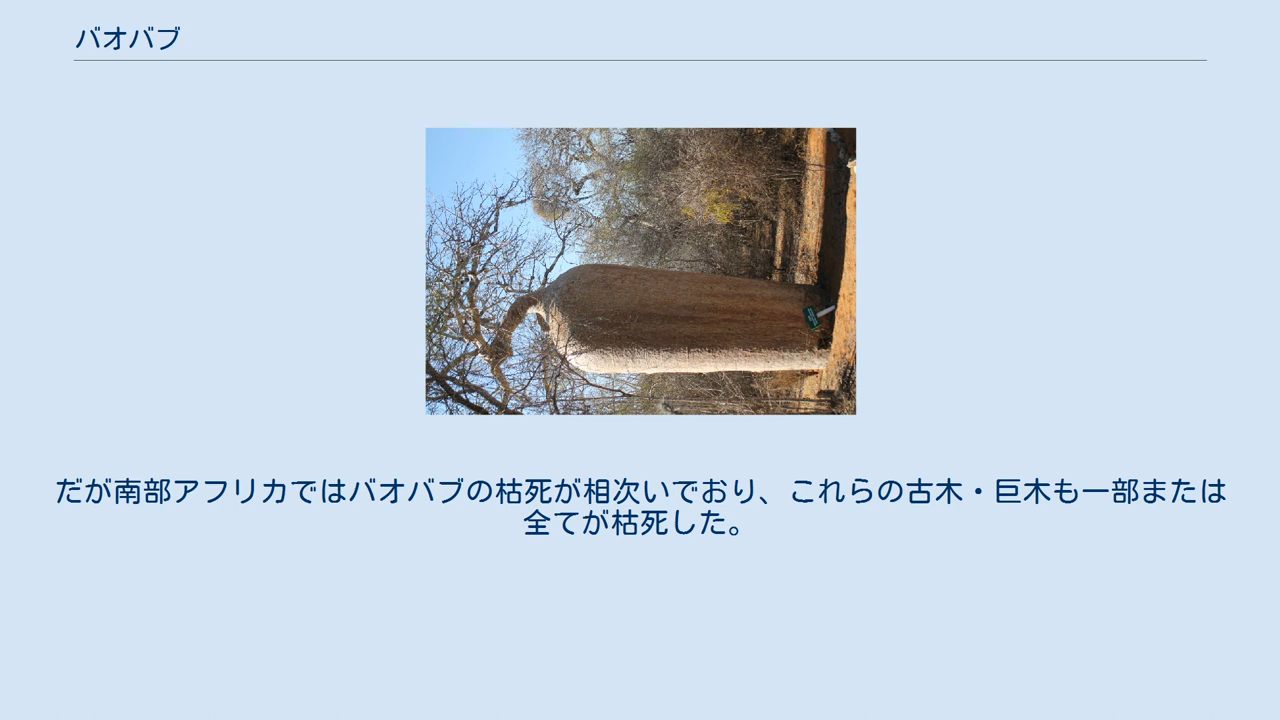 バオバブ
だが南部アフリカではバオバブの枯死が相次いでおり、これらの古木・巨木も一部または
全てが枯死した。